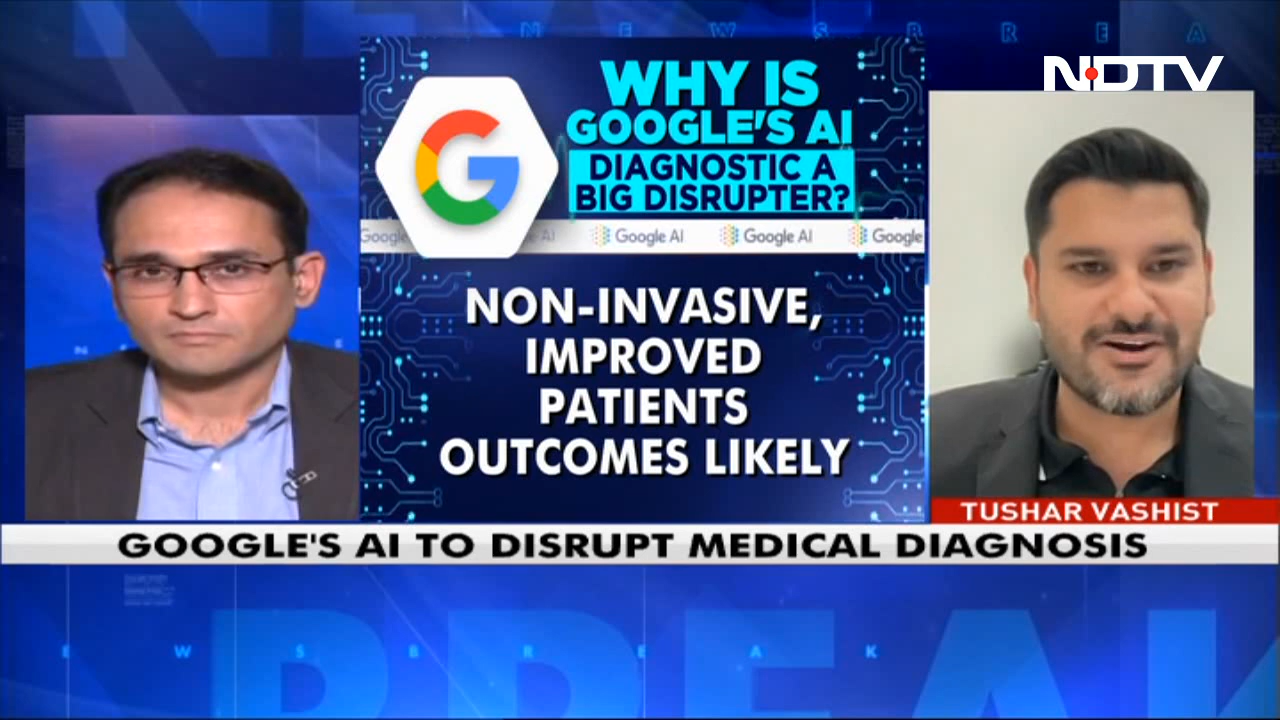 N E W S B R E A
NDTV
WHY IS
GOOGLE'S AI
DIAGNOSTIC A
BIG DISRUPTER?
Google AI Google AI Google AI Google
NON-INVASIVE,
IMPROVED
PATIENTS
OUTCOMES LIKELY
TUSHAR VASHIST
GOOGLE'S AI TO DISRUPT MEDICAL DIAGNOSIS
E W S B R E A K